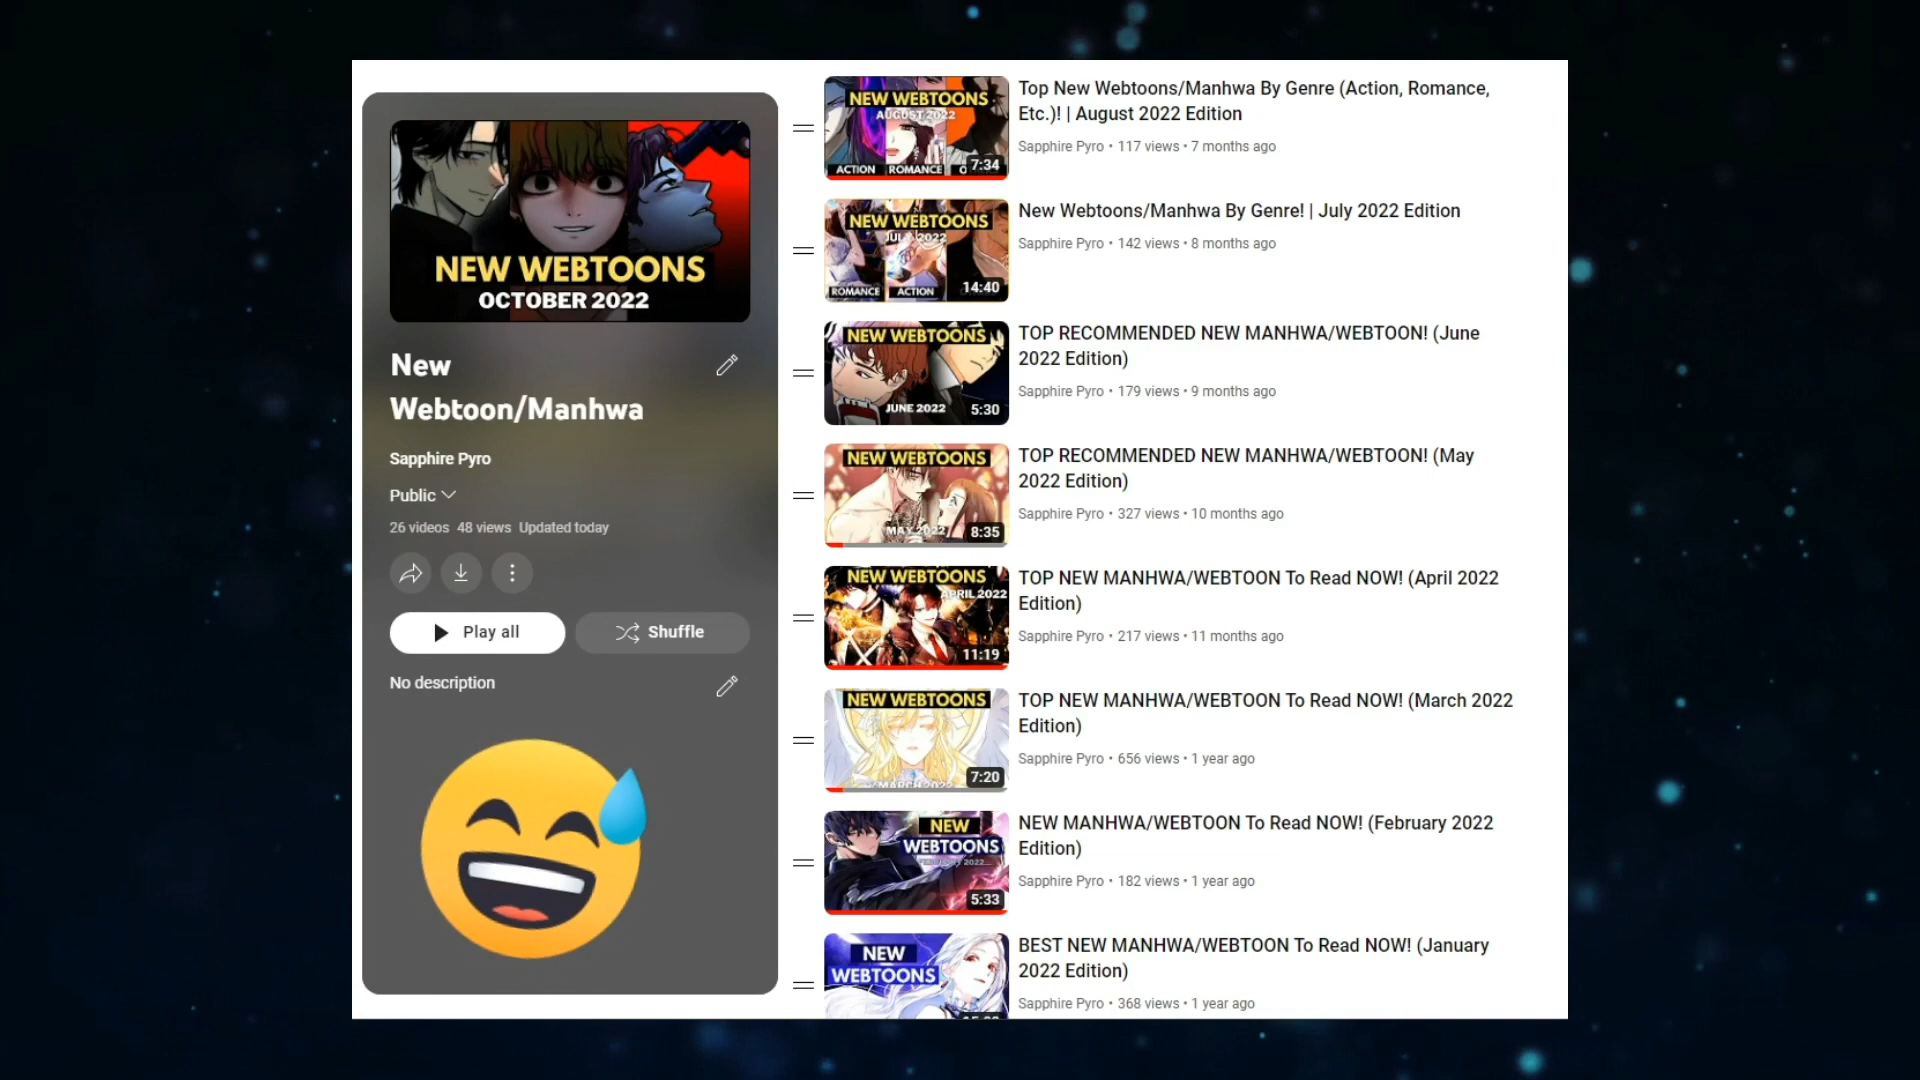 NEW WEBTOONS
OCTOBER 2022
New
Webtoon/Manhwa
Sapphire Pyro
Public
26 videos 48 views Updated today
Play all
Shuffle
No description
NEW WEBTOONS
AUGUST 2022
ACTION ROMANCE O
7:34
Top New Webtoons/Manhwa By Genre (Action, Romance,
Etc.)! | August 2022 Edition
Sapphire Pyro • 117 views • 7 months ago
NEW WEBTOONS
JULY 2022
ROMANCE ACTION
14:40
New Webtoons/Manhwa By Genre! | July 2022 Edition
Sapphire Pyro • 142 views • 8 months ago
NEW WEBTOONS
JUNE 2022
5:30
TOP RECOMMENDED NEW MANHWA/WEBTOON! (June
2022 Edition)
Sapphire Pyro • 179 views • 9 months ago
NEW WEBTOONS
MAY 2022
8:35
TOP RECOMMENDED NEW MANHWA/WEBTOON! (May
2022 Edition)
Sapphire Pyro • 327 views • 10 months ago
NEW WEBTOONS
APRIL 2022
11:19
TOP NEW MANHWA/WEBTOON To Read NOW! (April 2022
Edition)
Sapphire Pyro • 217 views • 11 months ago
NEW WEBTOONS
MARCH 2022
7:20
TOP NEW MANHWA/WEBTOON To Read NOW! (March 2022
Edition)
Sapphire Pyro • 656 views • 1 year ago
NEW
WEBTOONS
FEBRUARY 2022...
5:33
NEW MANHWA/WEBTOON To Read NOW! (February 2022
Edition)
Sapphire Pyro • 182 views • 1 year ago
NEW
WEBTOONS
BEST NEW MANHWA/WEBTOON To Read NOW! (January
2022 Edition)
Sapphire Pyro • 368 views • 1 year ago